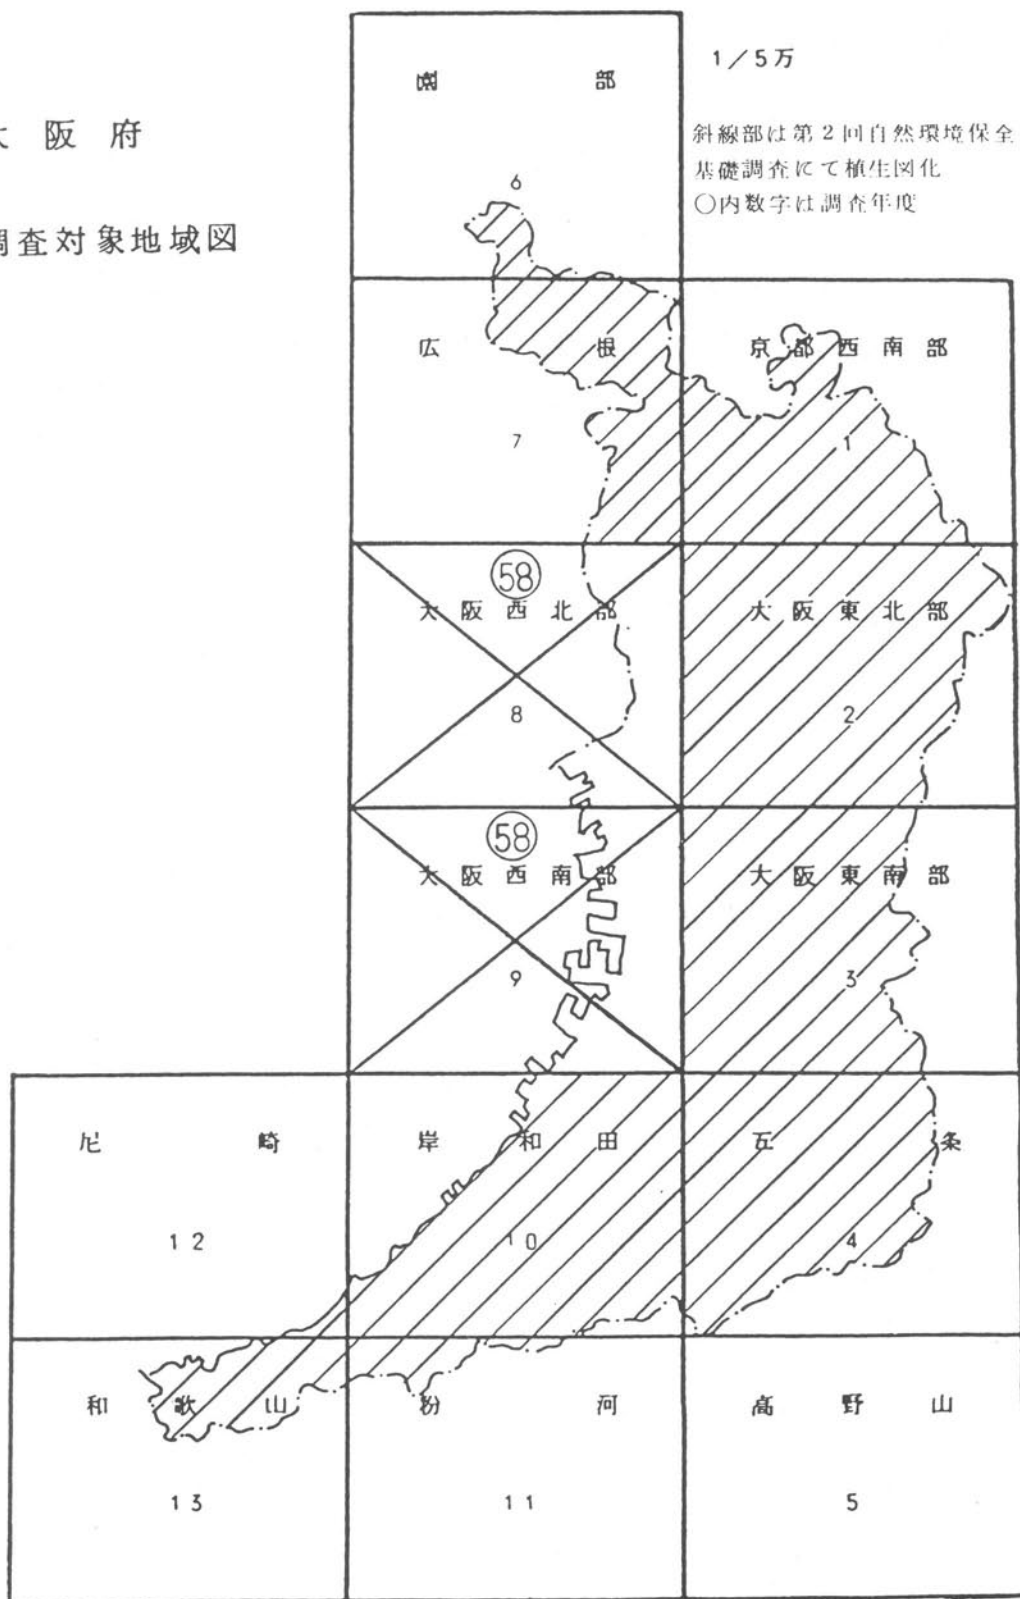 大阪府
調査対象地域図
1/5万
斜線部は第2回自然環境保全
基礎調査にて植生図化
○内数字は調査年度
園部
6
広根
7
京都西南部
1
58
大阪西北部
8
大阪東北部
2
58
大阪西南部
9
大阪東南部
3
尼崎
12
岸和田
10
五条
4
和歌山
13
粉河
11
高野山
5